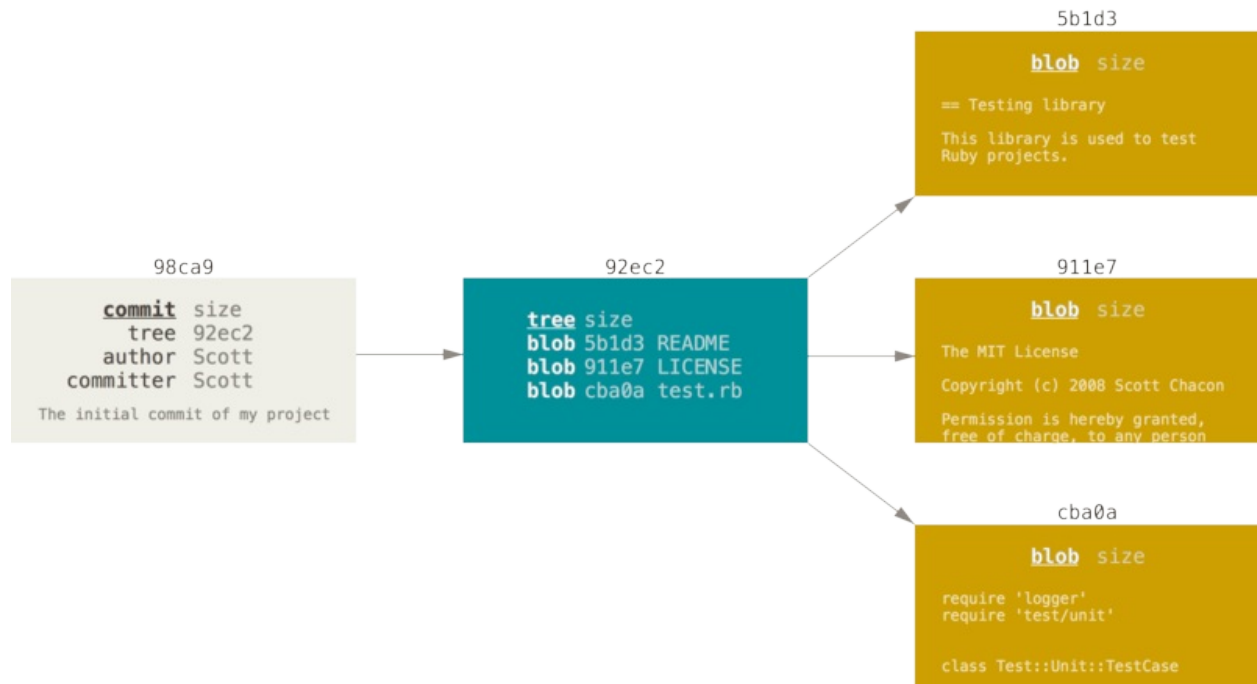 98ca9
commit size
tree 92ec2
author Scott
committer Scott
The initial commit of my project
92ec2
tree size
blob 5b1d3 README
blob 911e7 LICENSE
blob cba0a test.rb
5b1d3
blob size
== Testing library
This library is used to test
Ruby projects.
911e7
blob size
The MIT License
Copyright (c) 2008 Scott Chacon
Permission is hereby granted,
free of charge, to any person
cba0a
blob size
require 'logger'
require 'test/unit'
class Test::Unit::TestCase